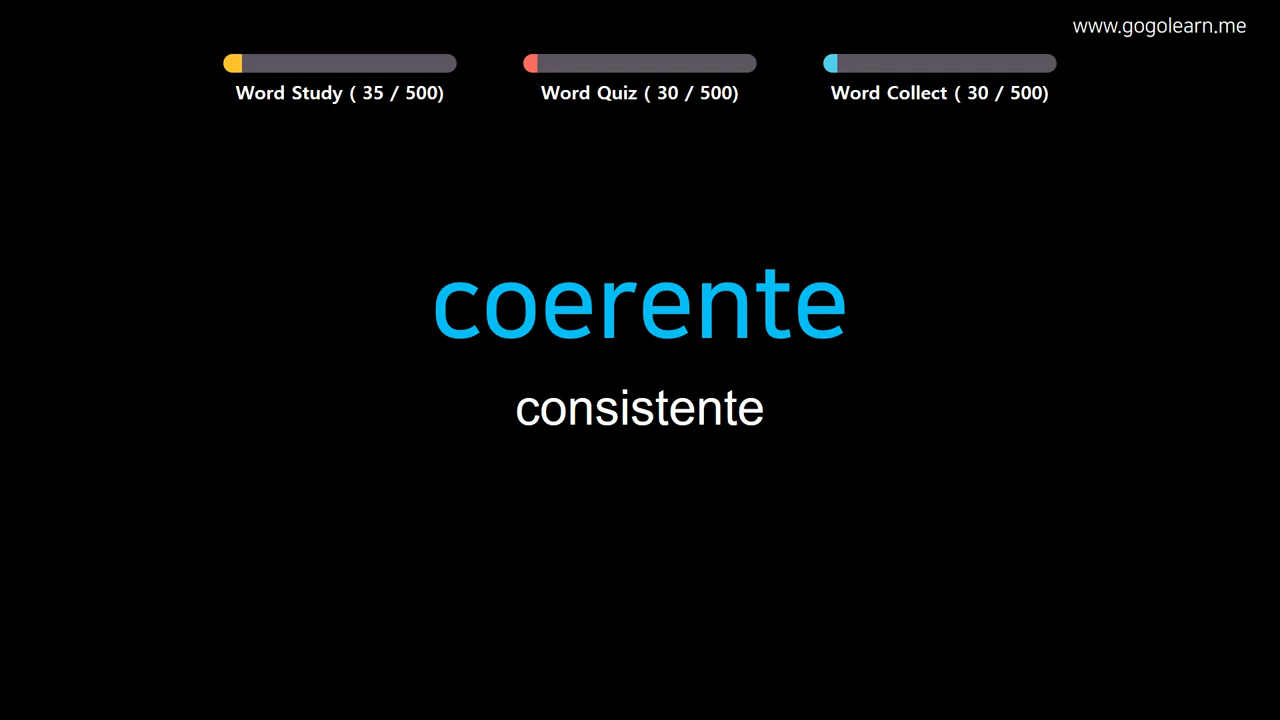 www.gogolearn.me
Word Study ( 35 / 500)
Word Quiz ( 30 / 500)
Word Collect ( 30 / 500)
coerente
consistente